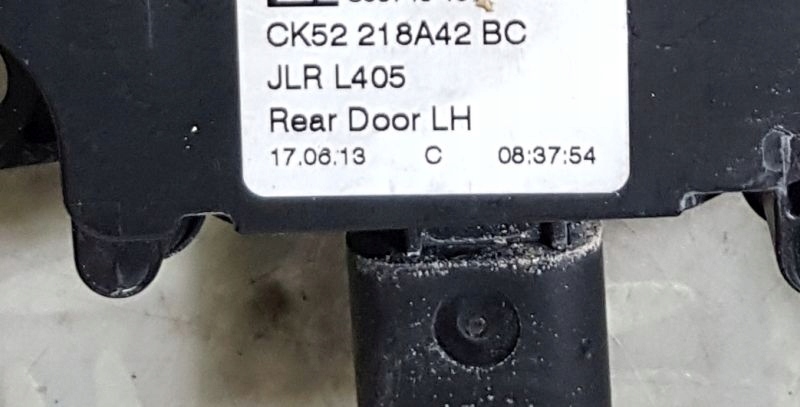 CK52 218A42 BC
JLR L405
Rear Door LH
17.06.13 C 08:37:54